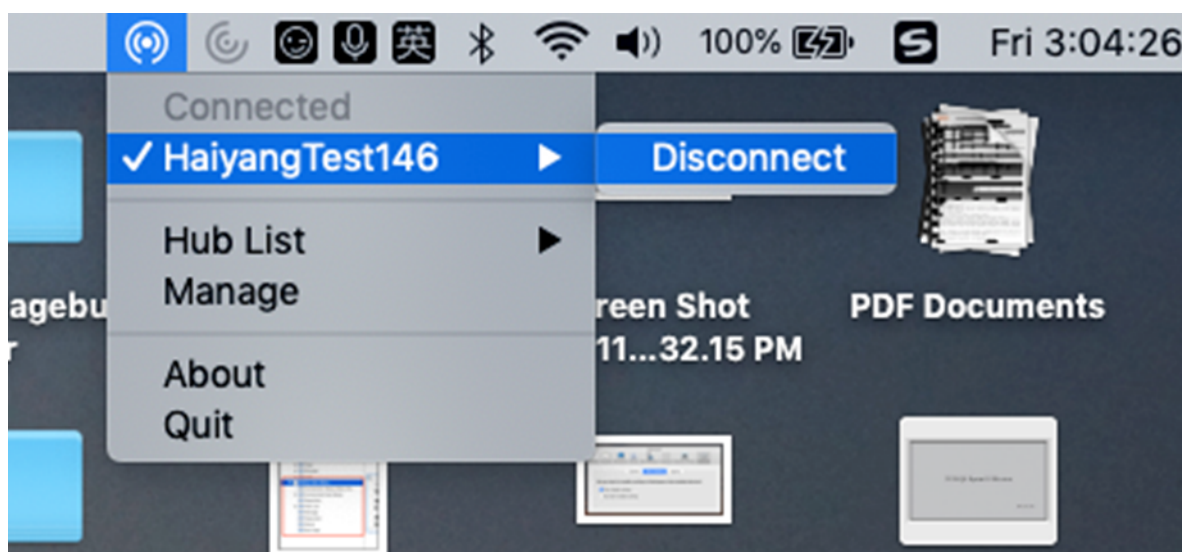 英 100% Fri 3:04:26
Connected
✓ HaiyangTest146 ▶ Disconnect
Hub List ▶
Manage
About
Quit
agebu
r
reen Shot
11...32.15 PM
PDF Documents